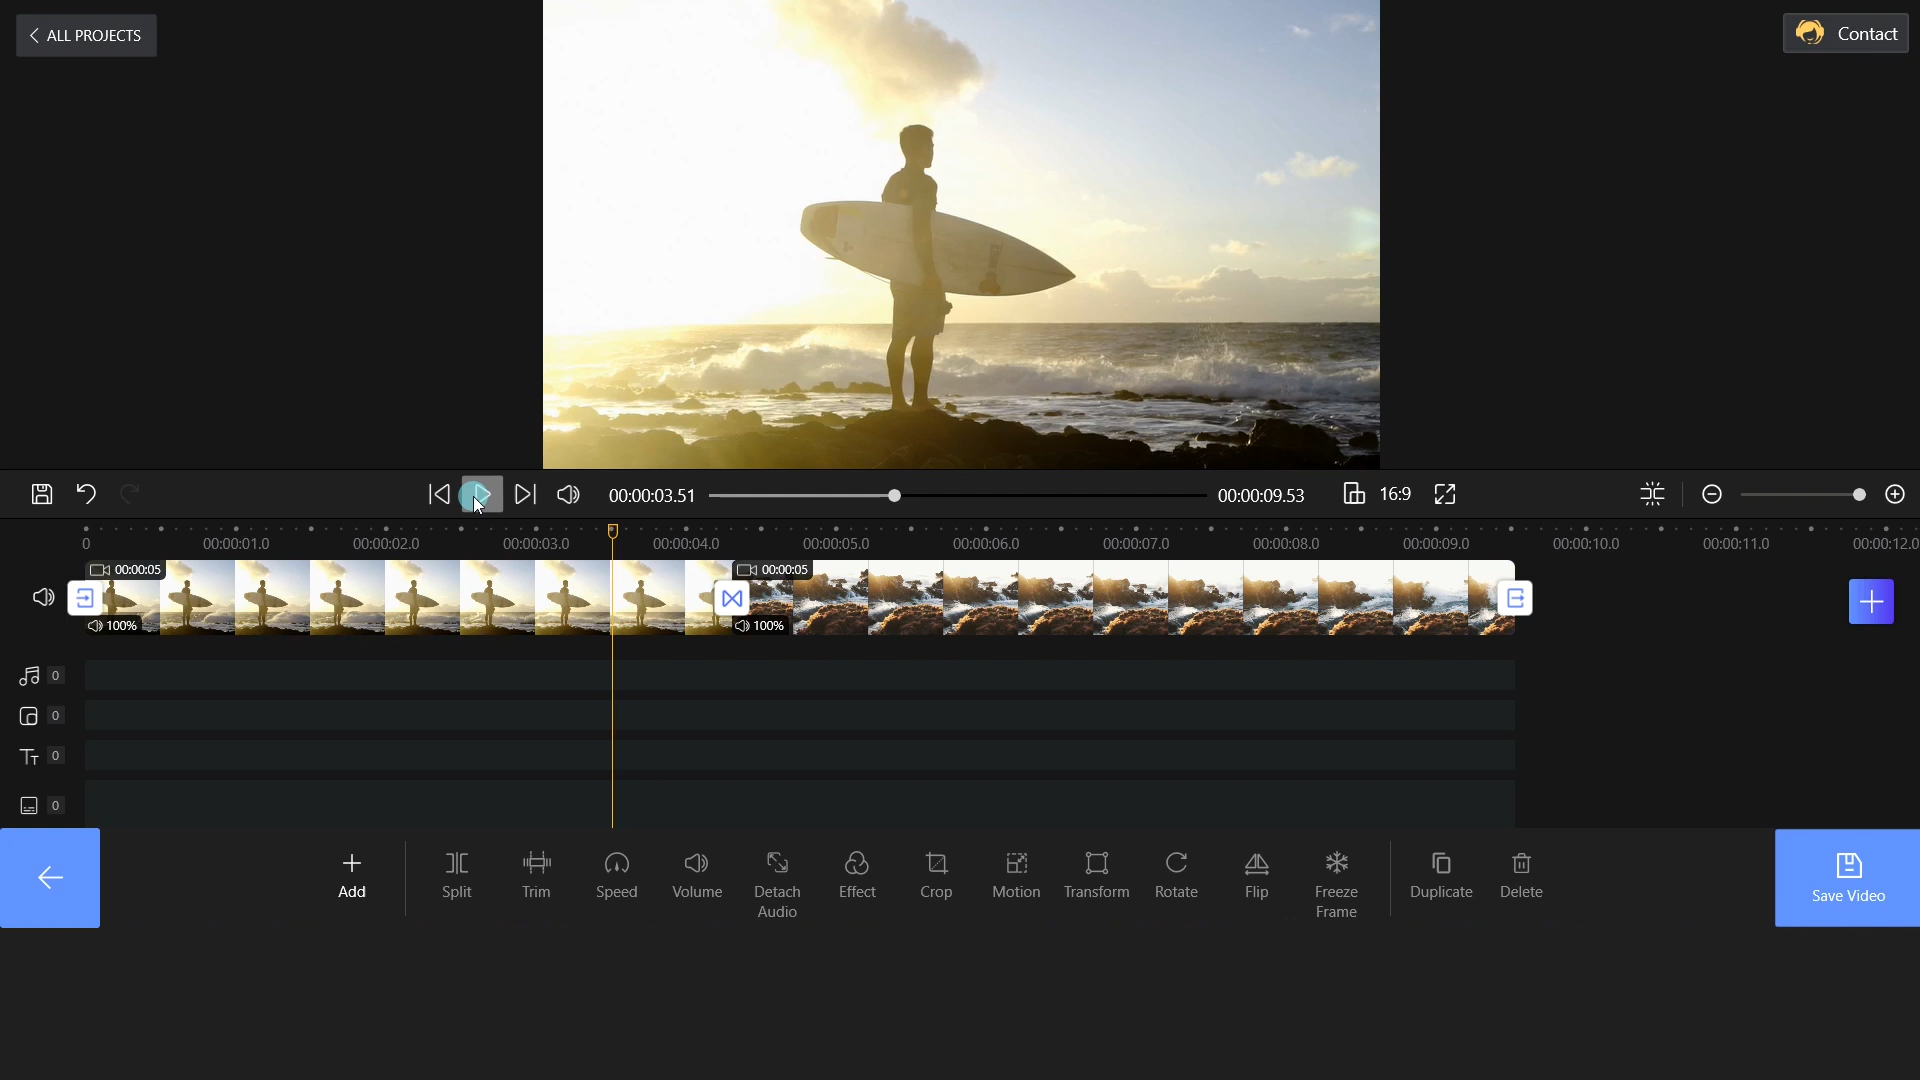 ALL PROJECTS
Contact
00:00:03.51
00:00:09.53
16:9
0 00:00:01.0 00:00:02.0 00:00:03.0 00:00:04.0 00:00:05.0 00:00:06.0 00:00:07.0 00:00:08.0 00:00:09.0 00:00:10.0 00:00:11.0 00:00:12.0
00:00:05 00:00:05
100% 100%
0
0
TT 0
0
Add Split Trim Speed Volume Detach Effect Crop Motion Transform Rotate Flip Freeze Duplicate Delete Save Video
Audio Frame